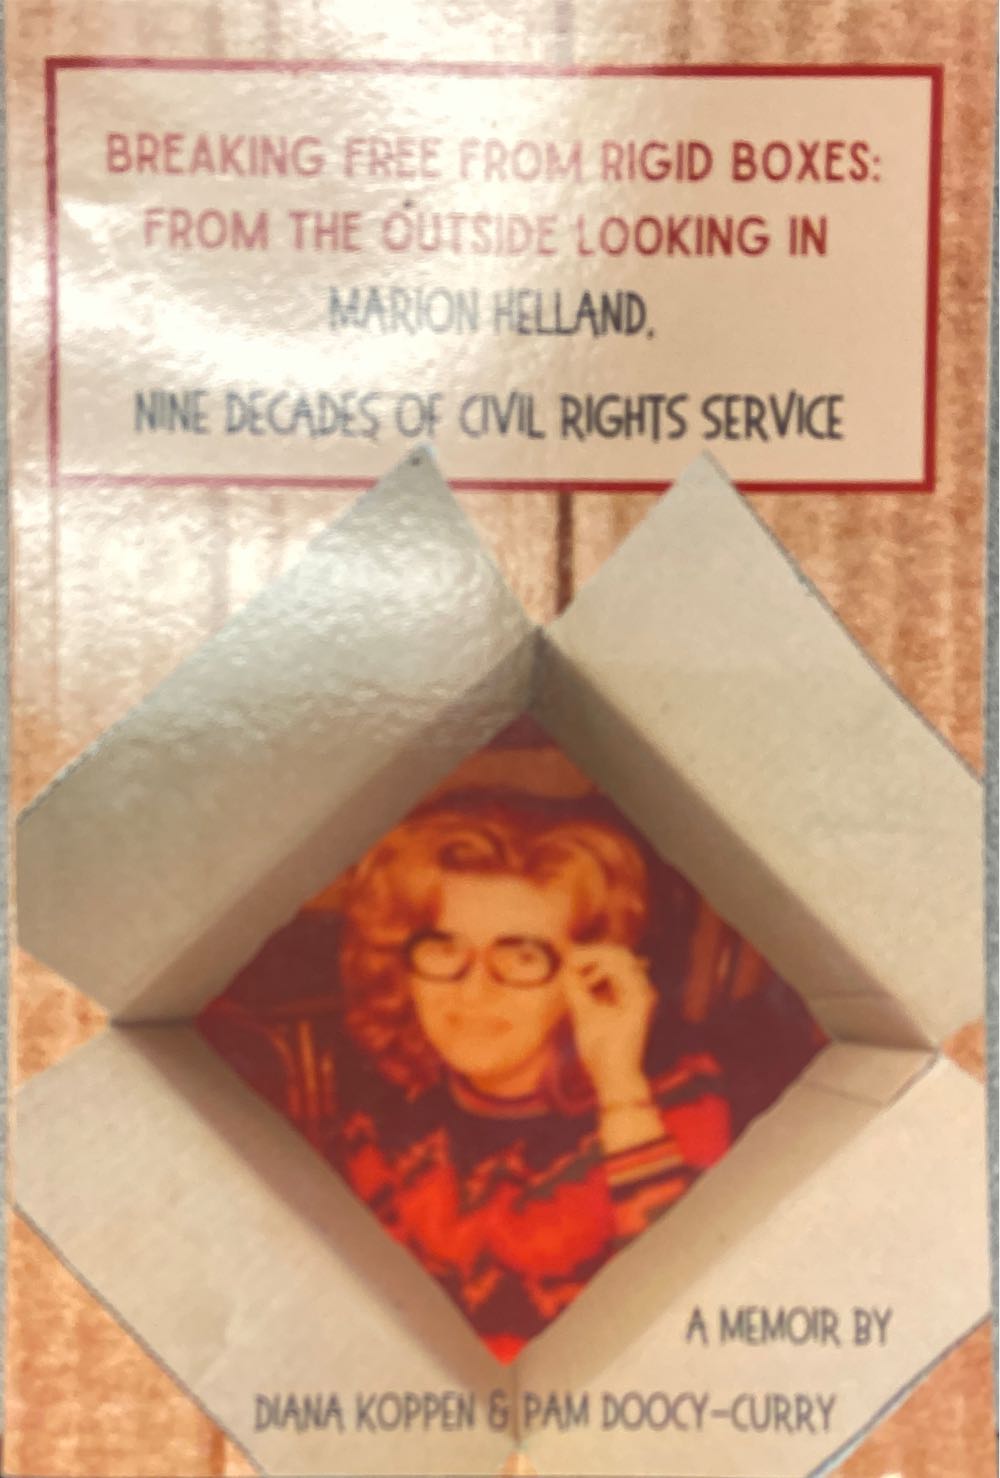 BREAKING FREE FROM RIGID BOXES:
FROM THE OUTSIDE LOOKING IN
MARION HELLAND,
NINE DECADES OF CIVIL RIGHTS SERVICE
A MEMOIR BY
DIANA KOPPEN & PAM DOOCY-CURRY